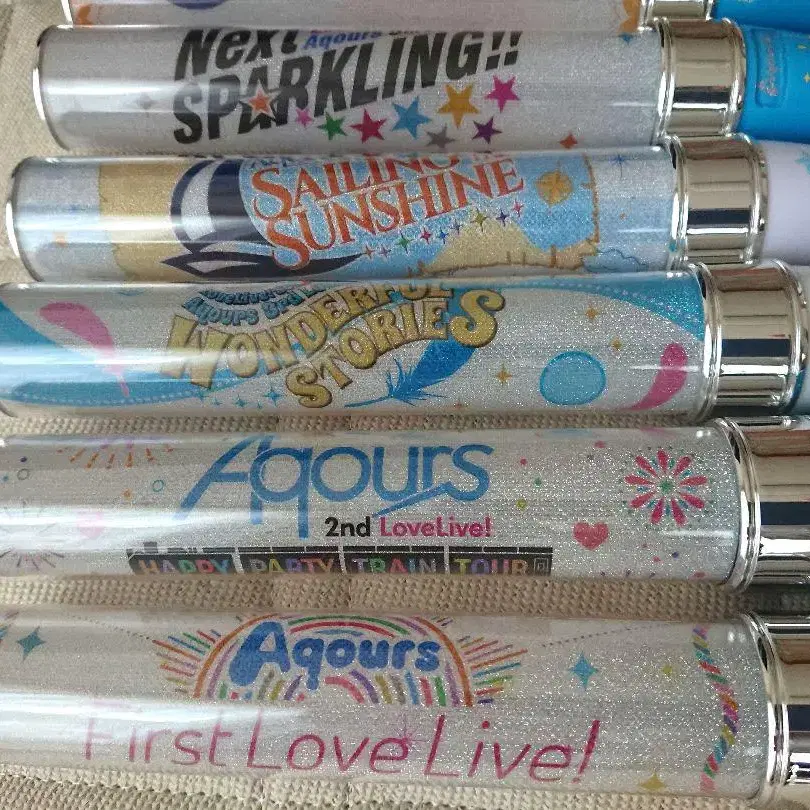 Next Aqours
SPARKLING!!
SAILING
SUNSHINE
Aqours
WONDERFUL
STORIES
Aqours
2nd LoveLive!
HAPPY PARTY TRAIN TOUR
Aqours
First LoveLive!